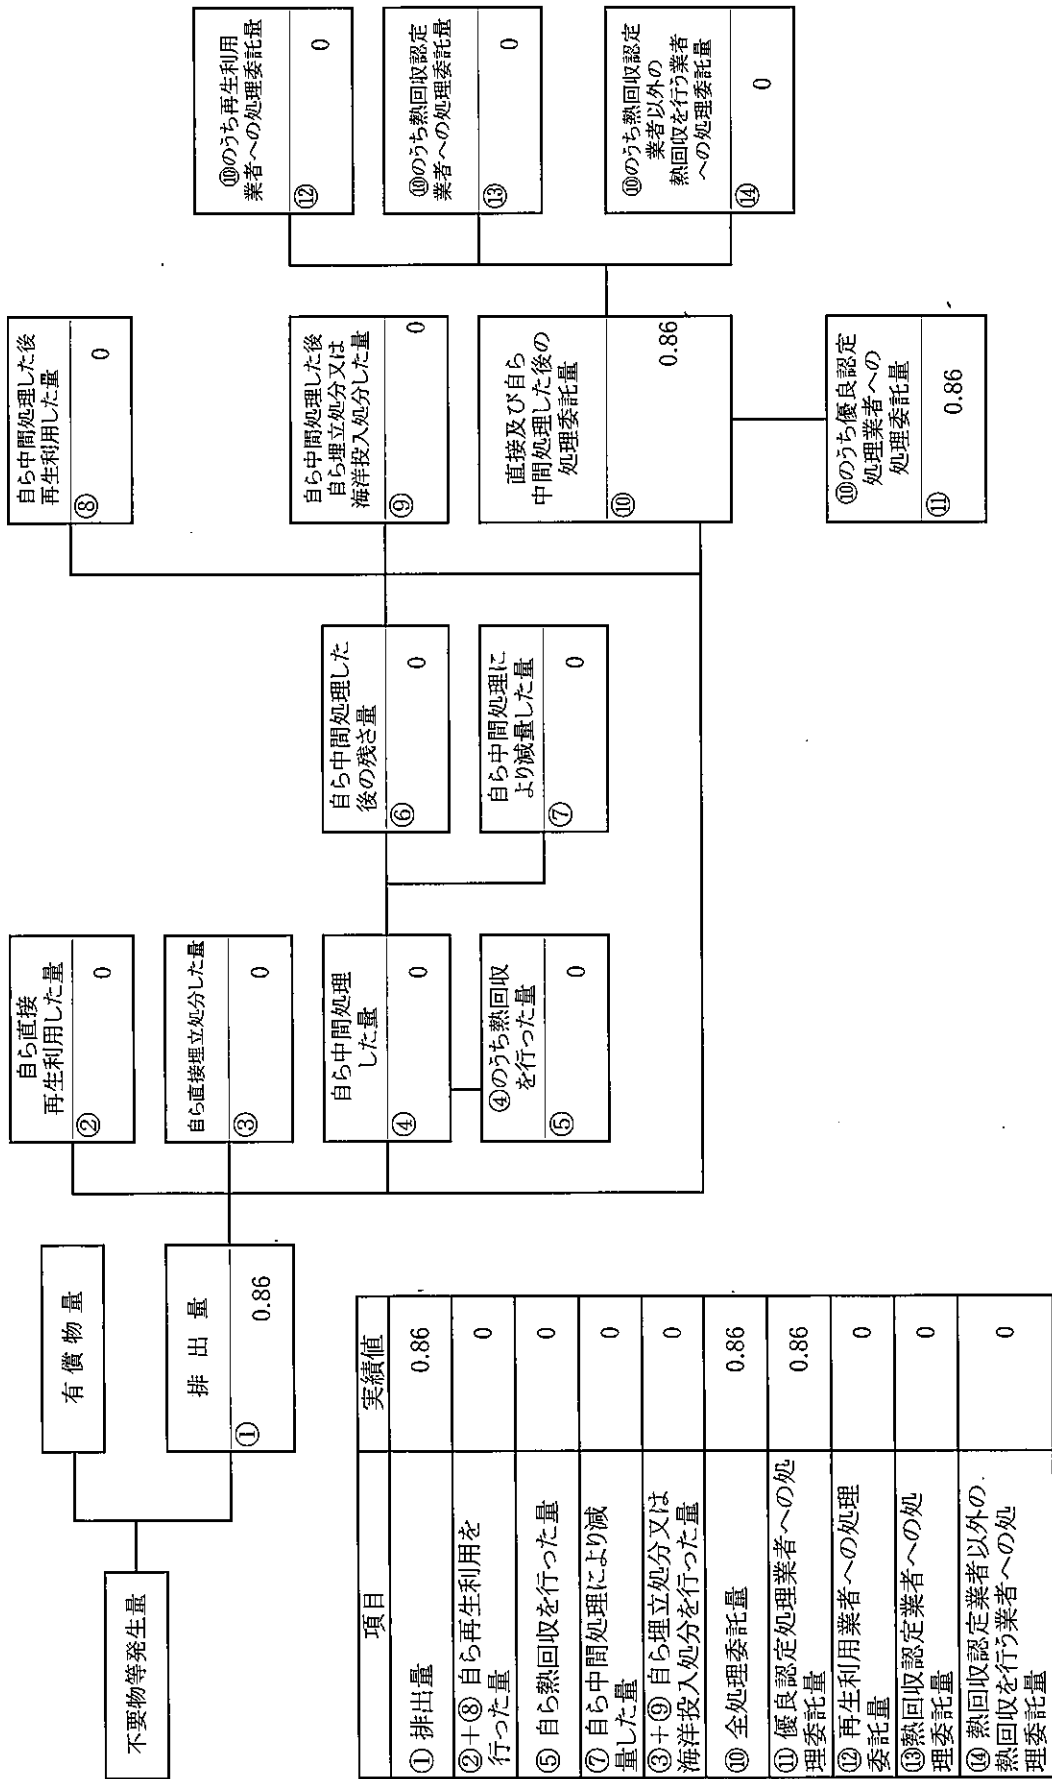 不要物等発生量
有償物量
排出量
①
0.86
自ら直接
再生利用した量
②
0
自ら直接埋立処分した量
③
0
自ら中間処理
した量
④
0
④のうち熱回収
を行った量
⑤
0
自ら中間処理した
後の残さ量
⑥
0
自ら中間処理に
より減量した量
⑦
0
自ら中間処理した後
再生利用した量
⑧
0
自ら中間処理した後
自ら埋立処分又は
海洋投入処分した量
⑨
0
直接及び自ら
中間処理した後の
処理委託量
⑩
0.86
⑩のうち優良認定
処理業者への
処理委託量
⑪
0.86
⑩のうち再生利用
業者への処理委託量
⑫
0
⑩のうち熱回収認定
業者への処理委託量
⑬
0
⑩のうち熱回収認定
業者以外の
熱回収を行う業者
への処理委託量
⑭
0
項目 実績値
① 排出量 0.86
②+⑧ 自ら再生利用を
行った量 0
⑤ 自ら熱回収を行った量 0
⑦ 自ら中間処理により減
量した量 0
③+⑨ 自ら埋立処分又は
海洋投入処分を行った量 0
⑩ 全処理委託量 0.86
⑪ 優良認定処理業者への処
理委託量 0.86
⑫ 再生利用業者への処理
委託量 0
⑬熱回収認定業者への処
理委託量 0
⑭ 熱回収認定業者以外の
熱回収を行う業者への処
理委託量 0